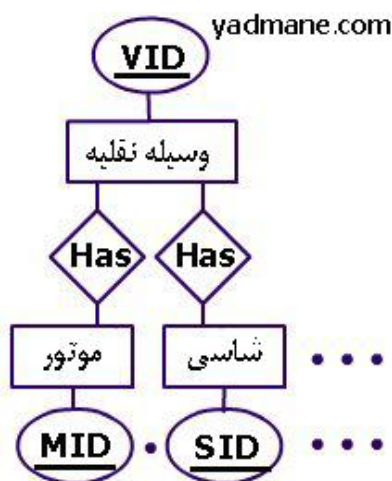 yadmane.com
VID
وسیله نقلیه
Has Has
موتور شاسی
MID SID